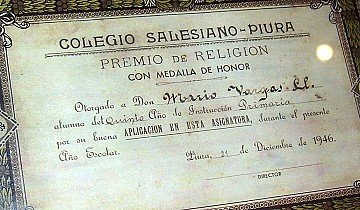 COLEGIO SALESIANO-PIURA
PREMIO DE RELIGION
CON MEDALLA DE HONOR
Otorgado a Don Mario Vargas Ll.
alumno del Quinto Año de Instrucción Primaria
por su buena APLICACION EN ESTA ASIGNATURA, durante el presente
Año Escolar.
Piura, 21 de Diciembre de 1946.
DIRECTOR